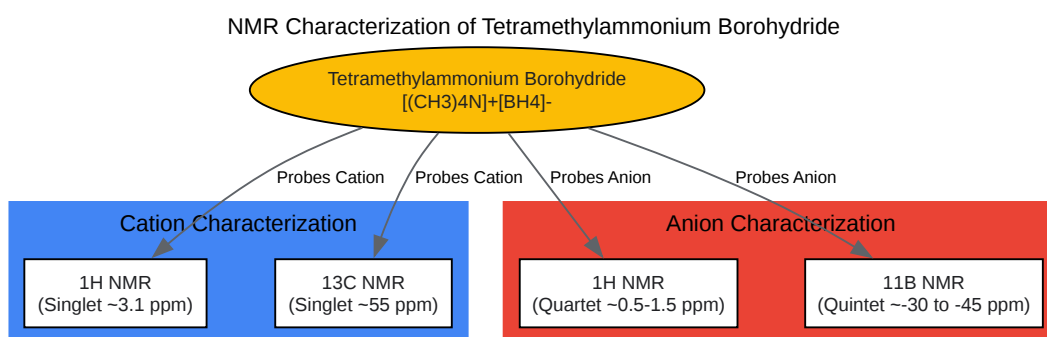 NMR Characterization of Tetramethylammonium Borohydride
Tetramethylammonium Borohydride
[(CH3)4N]+[BH4]-
Probes Cation
Probes Cation
Probes Anion
Probes Anion
Cation Characterization
Anion Characterization
1H NMR
(Singlet ~3.1 ppm)
13C NMR
(Singlet ~55 ppm)
1H NMR
(Quartet ~0.5-1.5 ppm)
11B NMR
(Quintet ~-30 to -45 ppm)